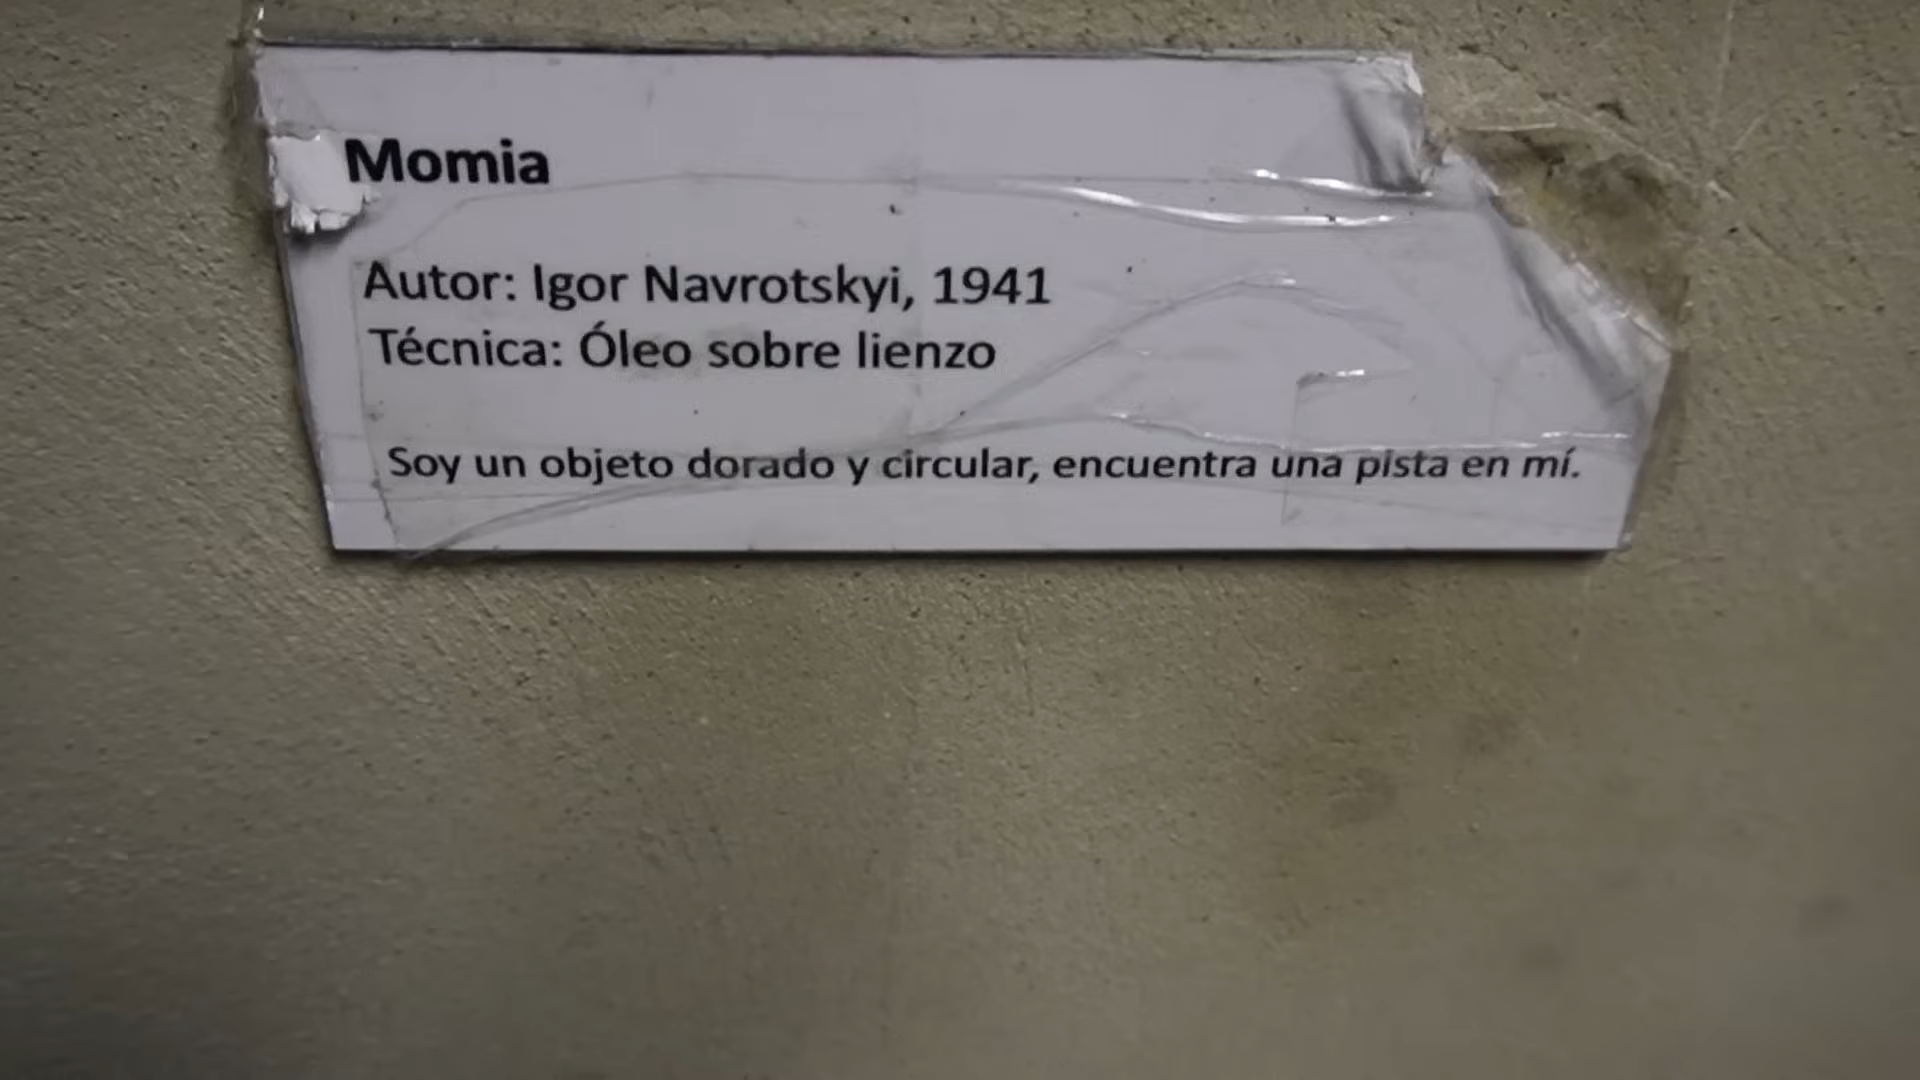 Momia
Autor: Igor Navrotskyi, 1941
Técnica: Óleo sobre lienzo
Soy un objeto dorado y circular, encuentra una pista en mí.